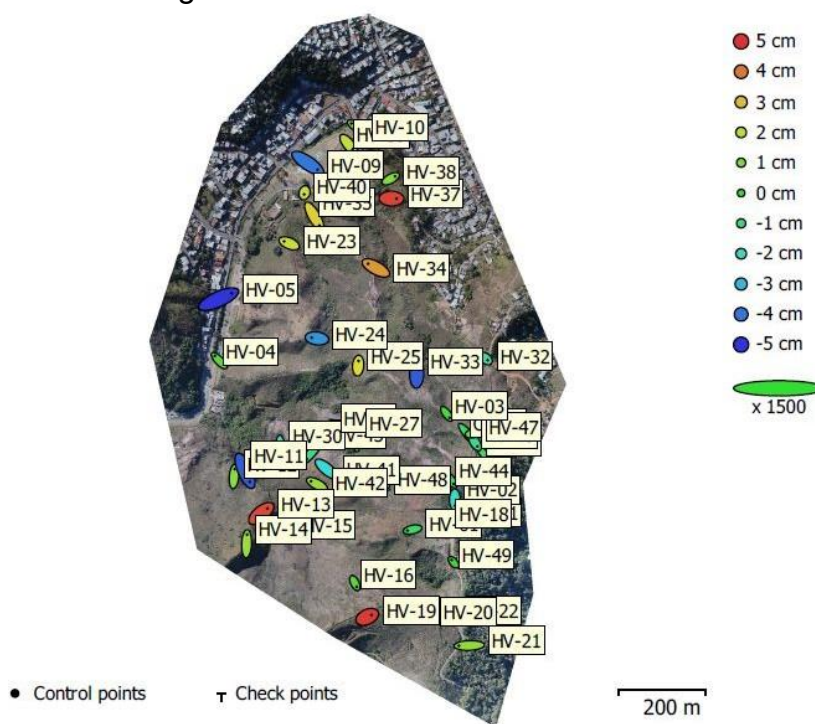 HV-10
HV-09
HV-38
HV-40
HV-37
HV-23
HV-34
HV-05
HV-24
HV-04
HV-25
HV-33
HV-32
HV-03
HV-27
HV-47
HV-30
HV-11
HV-44
HV-42
HV-48
HV-02
HV-13
HV-18
HV-14
HV-15
HV-49
HV-16
HV-19
HV-20
22
HV-21
5 cm
4 cm
3 cm
2 cm
1 cm
0 cm
-1 cm
-2 cm
-3 cm
-4 cm
-5 cm
x 1500
Control points
Check points
200 m